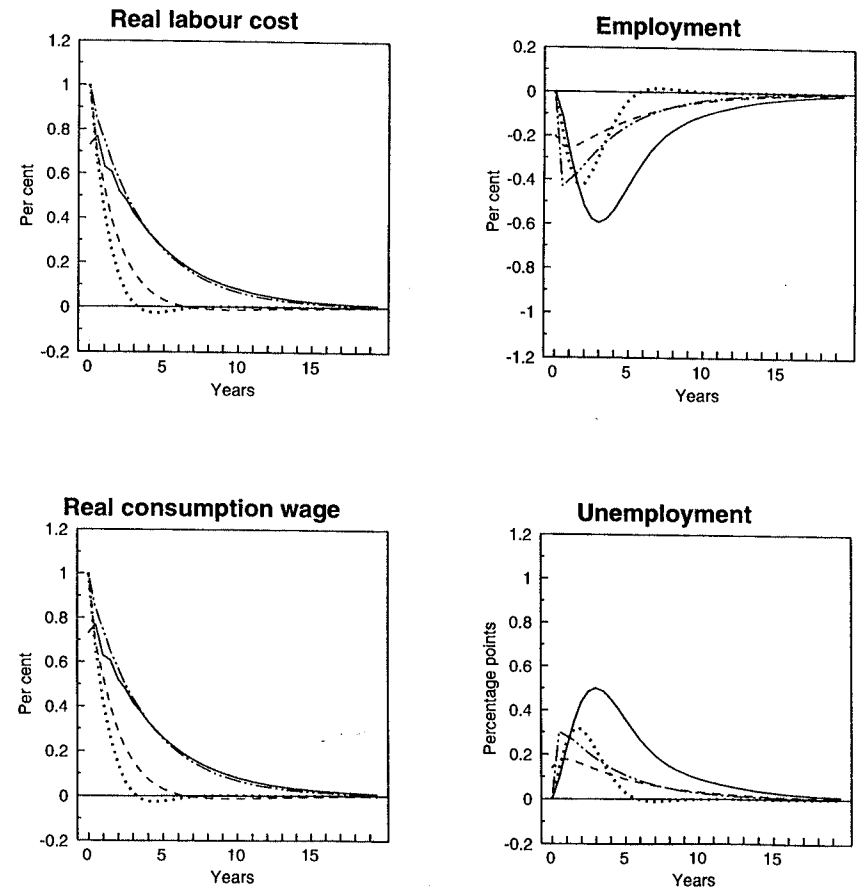 Real labour cost
1.2
1
0.8
0.6
0.4
0.2
0
-0.2
Per cent
0 5 10 15
Years
Employment
0.2
0
-0.2
-0.4
-0.6
-0.8
-1
-1.2
Per cent
0 5 10 15
Years
Real consumption wage
1.2
1
0.8
0.6
0.4
0.2
0
-0.2
Per cent
0 5 10 15
Years
Unemployment
1.2
1
0.8
0.6
0.4
0.2
0
-0.2
Percentage points
0 5 10 15
Years